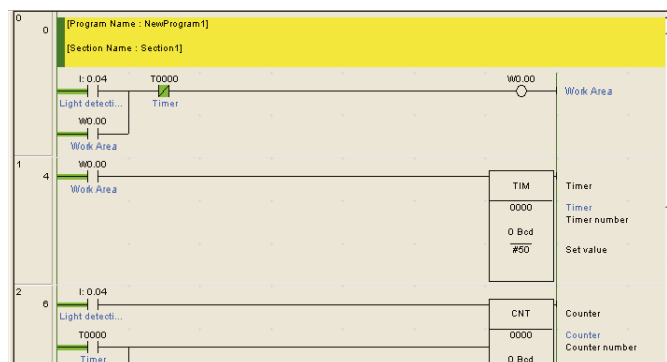 0
0
[Program Name : NewProgram1]
[Section Name : Section1]
I: 0.04 T0000 W0.00
Light detecti... Timer Work Area
W0.00
Work Area
1
4
W0.00
Work Area
TIM Timer
0000 Timer
Timer number
0 Bcd
#50 Set value
2
6
I: 0.04
Light detecti...
CNT Counter
T0000
Timer
0000 Counter
Counter number
0 Bcd